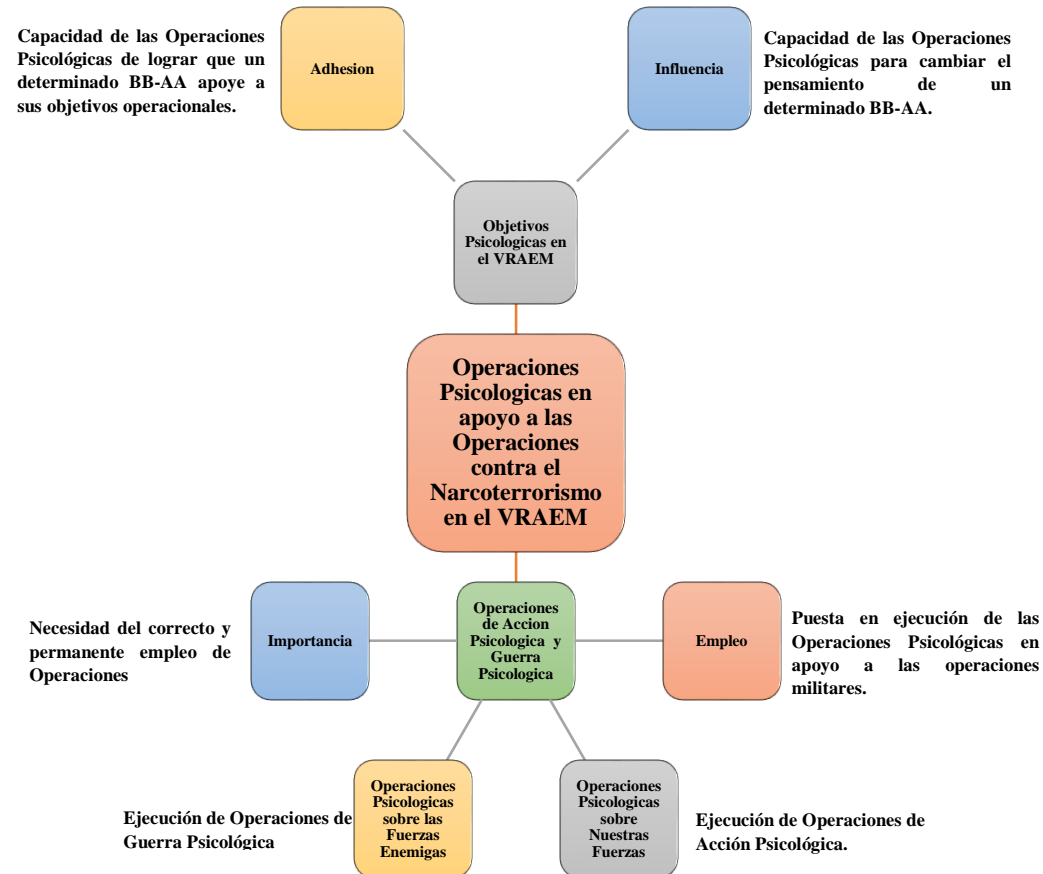 Capacidad de las Operaciones
Psicológicas de lograr que un
determinado BB-AA apoye a
sus objetivos operacionales.
Adhesion
Influencia
Capacidad de las Operaciones
Psicológicas para cambiar el
pensamiento de un
determinado BB-AA.
Objetivos
Psicologicas en
el VRAEM
Operaciones
Psicologicas en
apoyo a las
Operaciones
contra el
Narcoterrorismo
en el VRAEM
Necesidad del correcto y
permanente empleo de
Operaciones
Importancia
Operaciones
de Accion
Psicologica y
Guerra
Psicologica
Empleo
Puesta en ejecución de las
Operaciones Psicológicas en
apoyo a las operaciones
militares.
Ejecución de Operaciones de
Guerra Psicológica
Operaciones
Psicologicas
sobre las
Fuerzas
Enemigas
Operaciones
Psicologicas
sobre
Nuestras
Fuerzas
Ejecución de Operaciones de
Acción Psicológica.